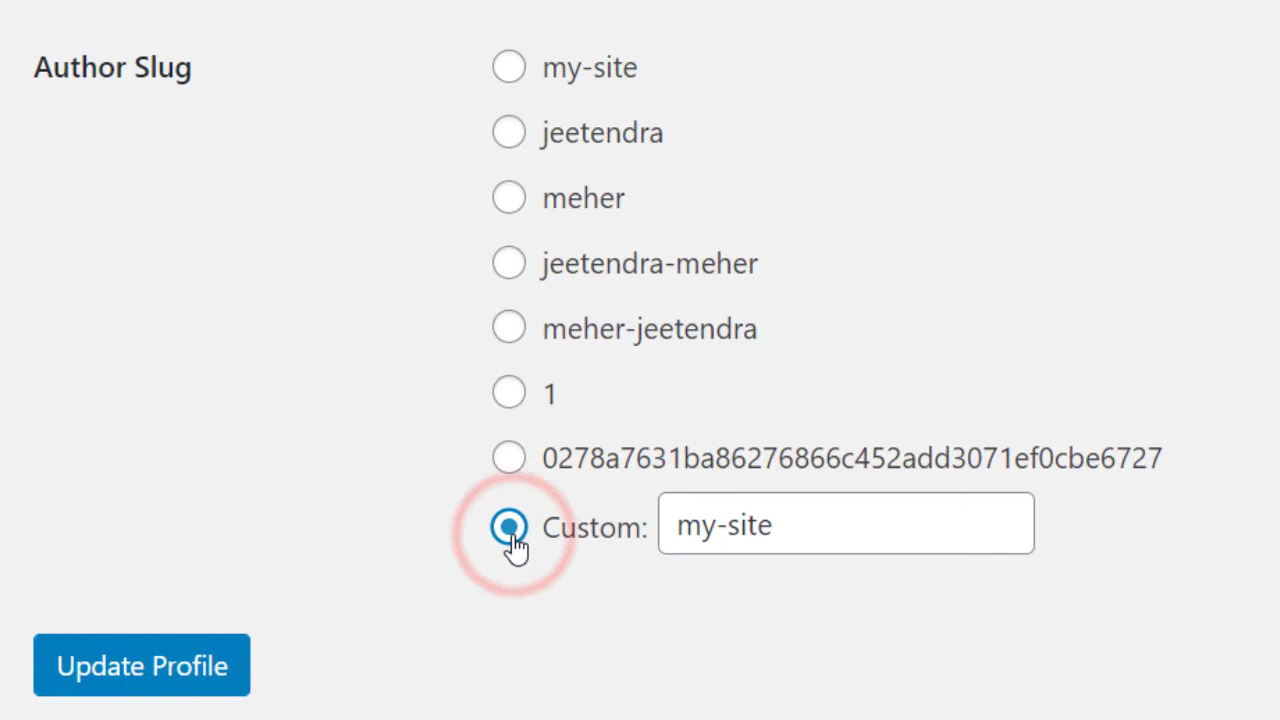 Author Slug
my-site
jeetendra
meher
jeetendra-meher
meher-jeetendra
1
0278a7631ba86276866c452add3071ef0cbe6727
Custom: my-site
Update Profile